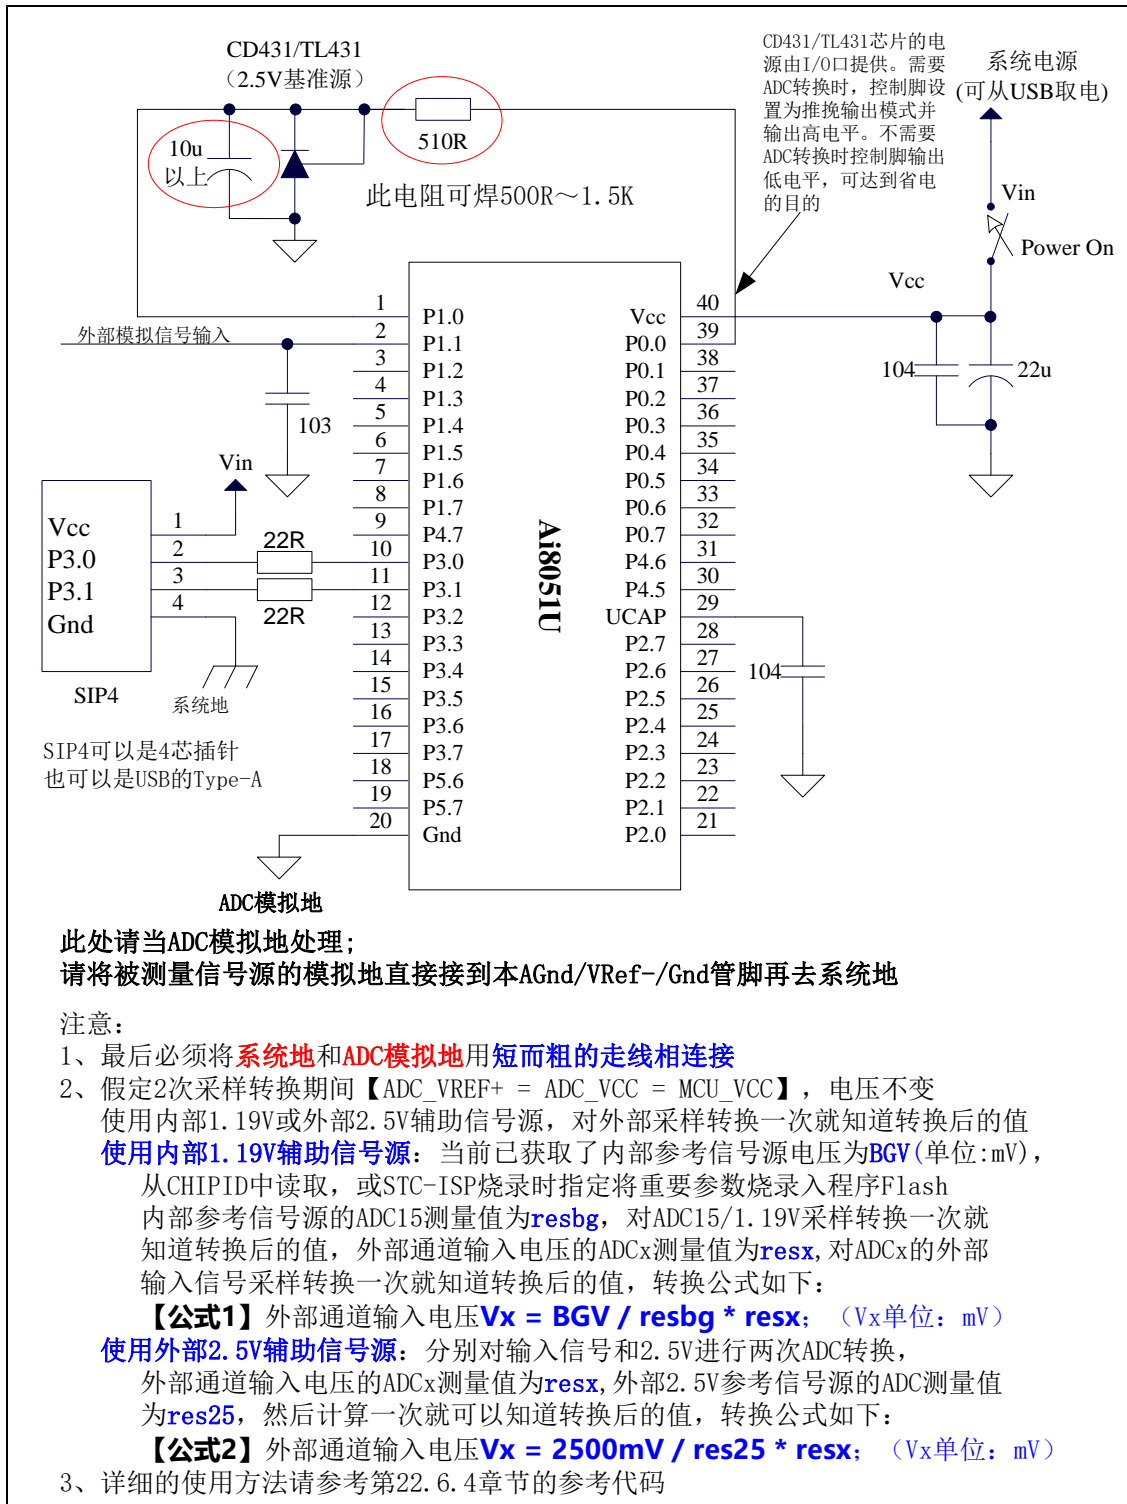 CD431/TL431
（2.5V基准源）
CD431/TL431芯片的电
源由I/O口提供。需要
ADC转换时，控制脚设
置为推挽输出模式并
输出高电平。不需要
ADC转换时控制脚输出
低电平，可达到省电
的目的
系统电源
(可从USB取电)
10u
以上
510R
此电阻可焊500R～1.5K
Vin
Power On
Vcc
104
22u
外部模拟信号输入
103
1 P1.0
2 P1.1
3 P1.2
4 P1.3
5 P1.4
6 P1.5
7 P1.6
8 P1.7
9 P4.7
10 P3.0
11 P3.1
12 P3.2
13 P3.3
14 P3.4
15 P3.5
16 P3.6
17 P3.7
18 P5.6
19 P5.7
20 Gnd
Ai8051U
Vcc 40
P0.0 39
P0.1 38
P0.2 37
P0.3 36
P0.4 35
P0.5 34
P0.6 33
P0.7 32
P4.6 31
P4.5 30
UCAP 29
P2.7 28
P2.6 27
P2.5 26
P2.4 25
P2.3 24
P2.2 23
P2.1 22
P2.0 21
104
Vin
Vcc 1
P3.0 2
P3.1 3
Gnd 4
22R
22R
SIP4
系统地
SIP4可以是4芯插针
也可以是USB的Type-A
ADC模拟地
此处请当ADC模拟地处理;
请将被测量信号源的模拟地直接接到本AGnd/VRef-/Gnd管脚再去系统地
注意：
1、最后必须将系统地和ADC模拟地用短而粗的走线相连接
2、假定2次采样转换期间【ADC_VREF+ = ADC_VCC = MCU_VCC】，电压不变
使用内部1.19V或外部2.5V辅助信号源，对外部采样转换一次就知道转换后的值
使用内部1.19V辅助信号源：当前已获取了内部参考信号源电压为BGV(单位:mV)，
从CHIPID中读取，或STC-ISP烧录时指定将重要参数烧录入程序Flash
内部参考信号源的ADC15测量值为resbg，对ADC15/1.19V采样转换一次就
知道转换后的值，外部通道输入电压的ADCx测量值为resx,对ADCx的外部
输入信号采样转换一次就知道转换后的值，转换公式如下：
【公式1】外部通道输入电压Vx = BGV / resbg * resx；（Vx单位：mV）
使用外部2.5V辅助信号源：分别对输入信号和2.5V进行两次ADC转换，
外部通道输入电压的ADCx测量值为resx,外部2.5V参考信号源的ADC测量值
为res25，然后计算一次就可以知道转换后的值，转换公式如下：
【公式2】外部通道输入电压Vx = 2500mV / res25 * resx；（Vx单位：mV）
3、详细的使用方法请参考第22.6.4章节的参考代码